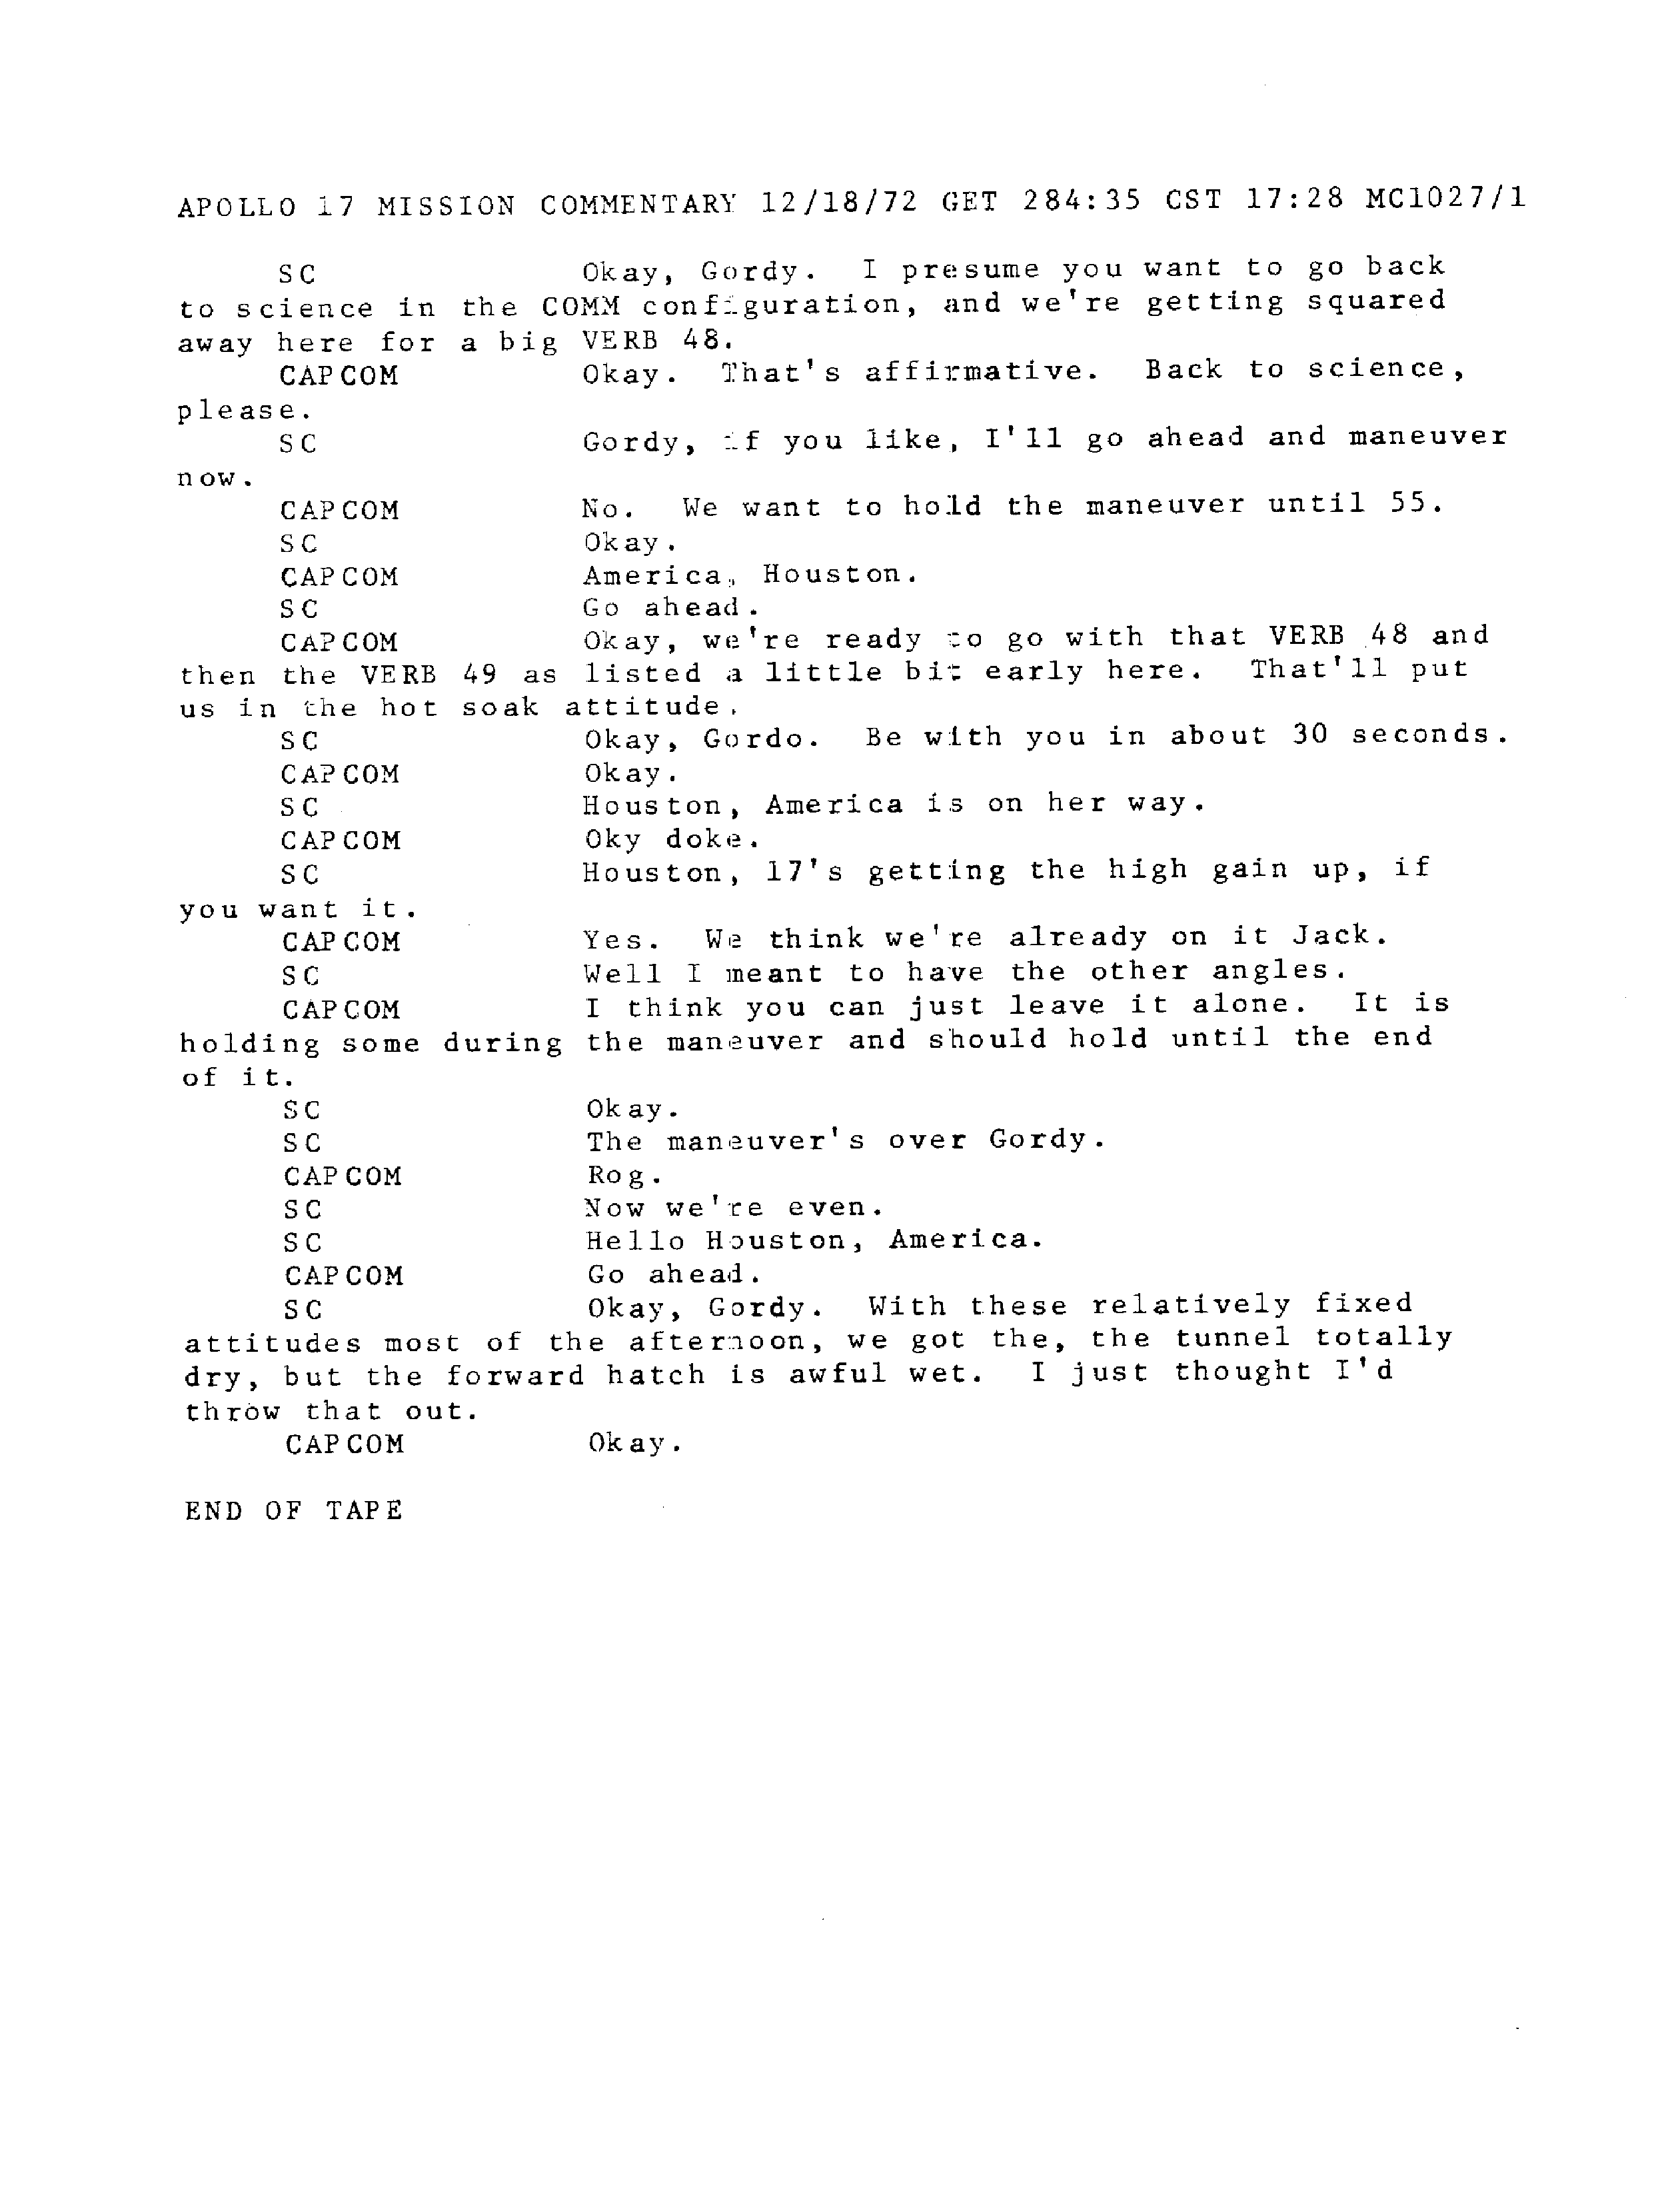 APOLLO 17 MISSION COMMENTARY 12/18/72 GET 284:35 CST 17:28 MC1027/1
SC Okay, Gordy. I presume you want to go back
to science in the COMM configuration, and we're getting squared
away here for a big VERB 48.
CAPCOM Okay. That's affirmative. Back to science,
please.
SC Gordy, if you like, I'll go ahead and maneuver
now.
CAPCOM No. We want to hold the maneuver until 55.
SC Okay.
CAPCOM America, Houston.
SC Go ahead.
CAPCOM Okay, we're ready to go with that VERB 48 and
then the VERB 49 as listed a little bit early here. That'll put
us in the hot soak attitude.
SC Okay, Gordo. Be with you in about 30 seconds.
CAPCOM Okay.
SC Houston, America is on her way.
CAPCOM Oky doke.
SC Houston, 17's getting the high gain up, if
you want it.
CAPCOM Yes. We think we're already on it Jack.
SC Well I meant to have the other angles.
CAPCOM I think you can just leave it alone. It is
holding some during the maneuver and should hold until the end
of it.
SC Okay.
SC The maneuver's over Gordy.
CAPCOM Rog.
SC Now we're even.
SC Hello Houston, America.
CAPCOM Go ahead.
SC Okay, Gordy. With these relatively fixed
attitudes most of the afternoon, we got the, the tunnel totally
dry, but the forward hatch is awful wet. I just thought I'd
throw that out.
CAPCOM Okay.
END OF TAPE